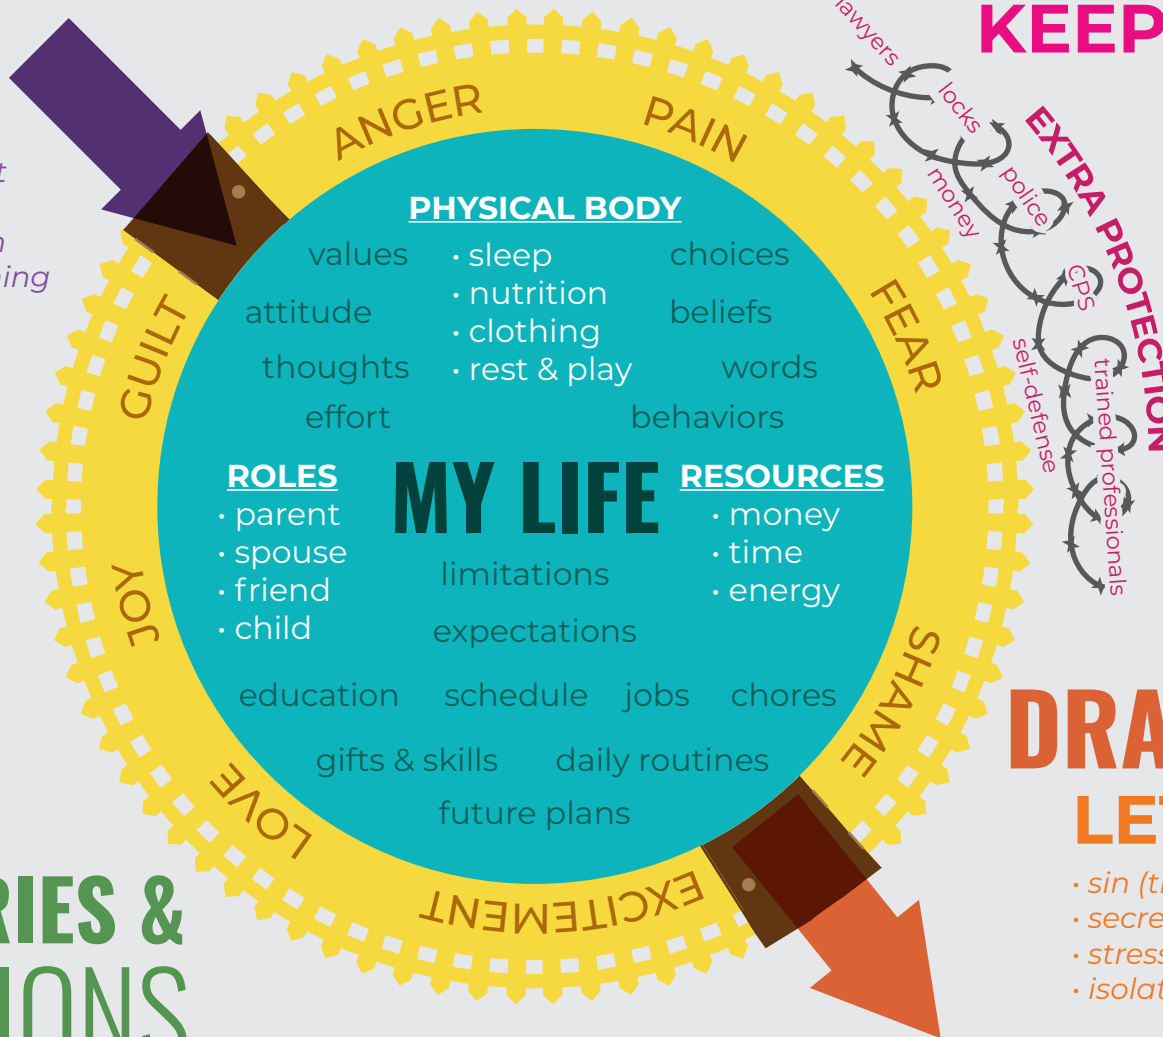 KEEP
lawyers
locks
money
police
CPS
self-defense
trained professionals
EXTRA PROTECTION
ANGER
PAIN
FEAR
SHAME
EXCITEMENT
LOVE
JOY
GUILT
PHYSICAL BODY
· sleep
· nutrition
· clothing
· rest & play
values
attitude
thoughts
effort
choices
beliefs
words
behaviors
MY LIFE
ROLES
· parent
· spouse
· friend
· child
RESOURCES
· money
· time
· energy
limitations
expectations
education schedule jobs chores
gifts & skills daily routines
future plans
RIES &
IONS
DRA
LET
· sin (t
· secre
· stress
· isolat